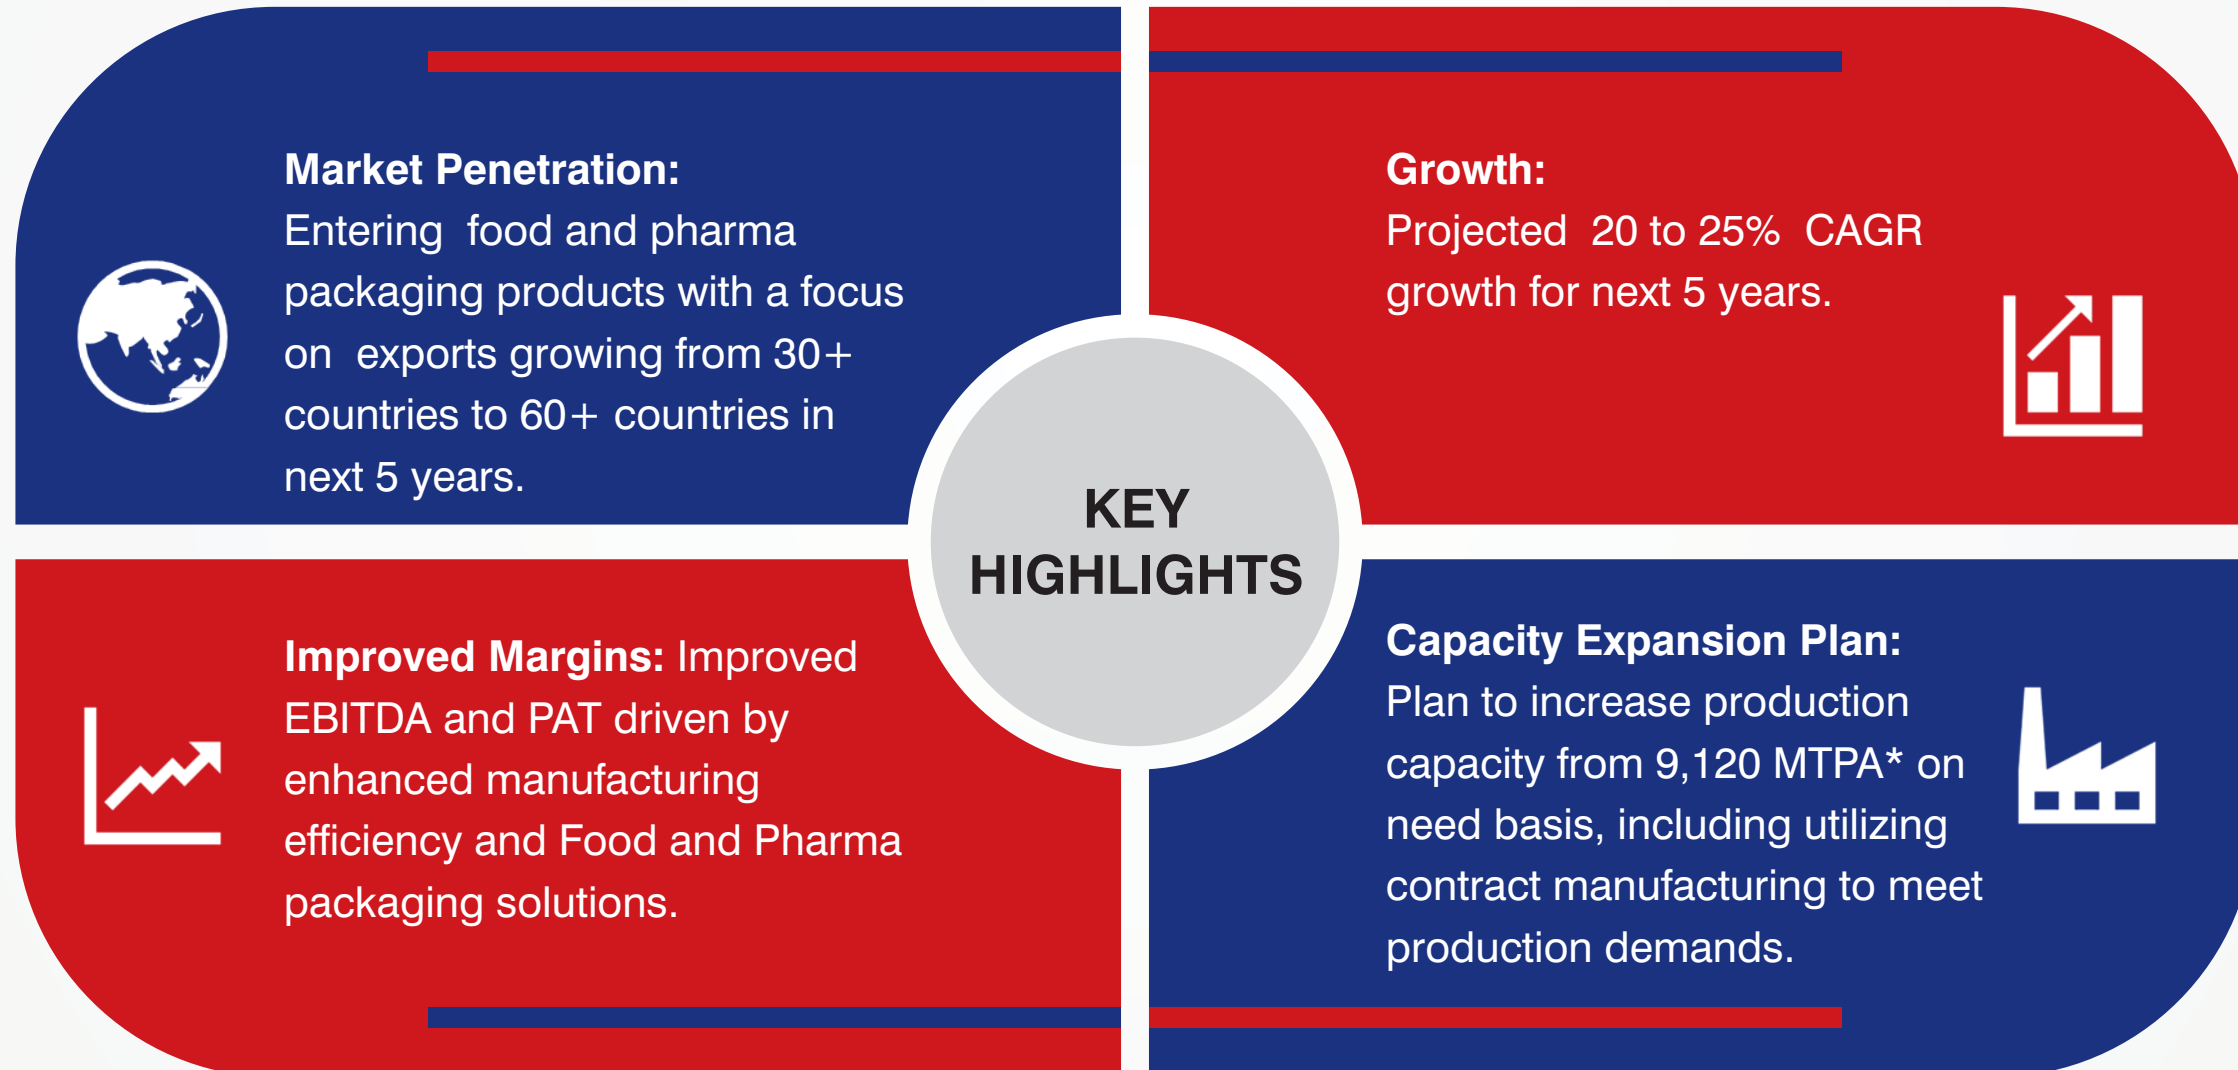 Market Penetration:
Entering food and pharma
packaging products with a focus
on exports growing from 30+
countries to 60+ countries in
next 5 years.
Growth:
Projected 20 to 25% CAGR
growth for next 5 years.
KEY
HIGHLIGHTS
Improved Margins: Improved
EBITDA and PAT driven by
enhanced manufacturing
efficiency and Food and Pharma
packaging solutions.
Capacity Expansion Plan:
Plan to increase production
capacity from 9,120 MTPA* on
need basis, including utilizing
contract manufacturing to meet
production demands.